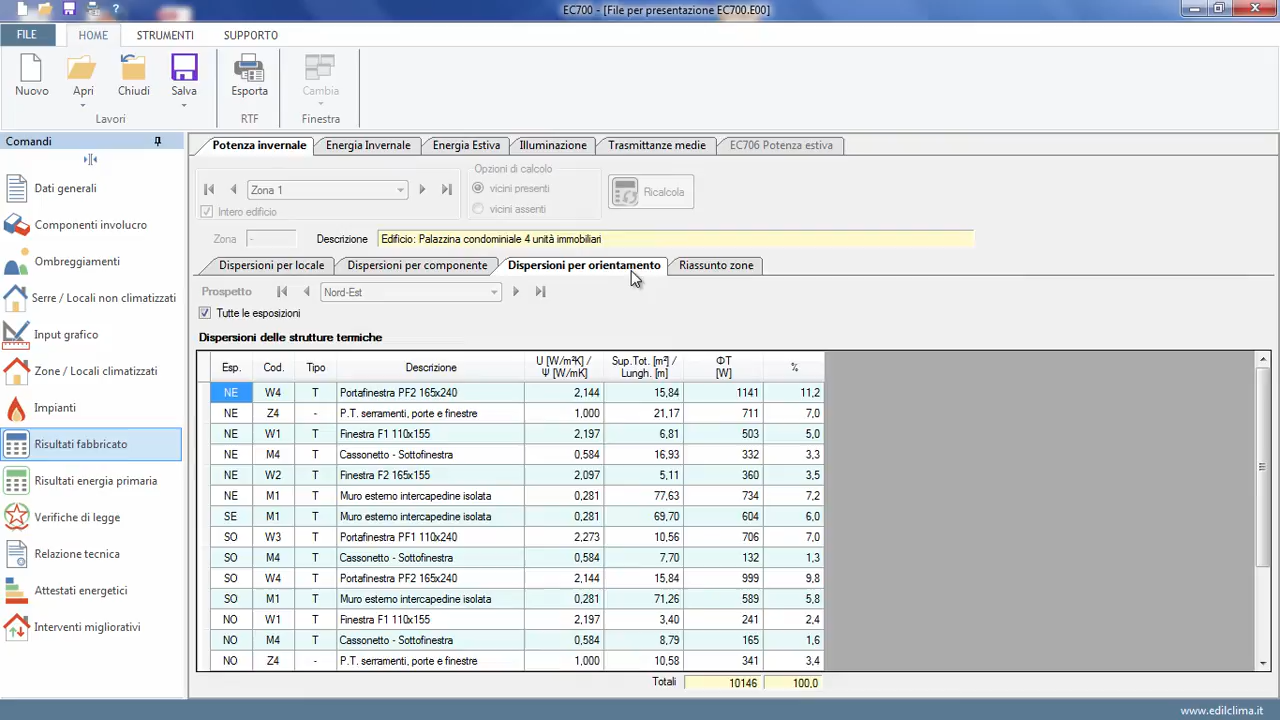 EC700 - [File per presentazione EC700.E00]
FILE HOME STRUMENTI SUPPORTO
Nuovo Apri Chiudi Salva Esporta Cambia
Lavori RTF Finestra
Comandi
Dati generali
Componenti involucro
Ombreggiamenti
Serre / Locali non climatizzati
Input grafico
Zone / Locali climatizzati
Impianti
Risultati fabbricato
Risultati energia primaria
Verifiche di legge
Relazione tecnica
Attestati energetici
Interventi migliorativi
Potenza invernale Energia Invernale Energia Estiva Illuminazione Trasmittanze medie EC706 Potenza estiva
Zona 1
Intero edificio
Opzioni di calcolo
vicini presenti
vicini assenti
Ricalcola
Zona - Descrizione Edificio: Palazzina condominiale 4 unità immobiliari
Dispersioni per locale Dispersioni per componente Dispersioni per orientamento Riassunto zone
Prospetto Nord-Est
Tutte le esposizioni
Dispersioni delle strutture termiche
Esp. Cod. Tipo Descrizione U [W/m²K] / Ψ [W/mK] Sup.Tot. [m²] / Lungh. [m] ΦT [W] %
NE W4 T Portafinestra PF2 165x240 2,144 15,84 1141 11,2
NE Z4 - P.T. serramenti, porte e finestre 1,000 21,17 711 7,0
NE W1 T Finestra F1 110x155 2,197 6,81 503 5,0
NE M4 T Cassonetto - Sottofinestra 0,584 16,93 332 3,3
NE W2 T Finestra F2 165x155 2,097 5,11 360 3,5
NE M1 T Muro esterno intercapedine isolata 0,281 77,63 734 7,2
SE M1 T Muro esterno intercapedine isolata 0,281 69,70 604 6,0
SO W3 T Portafinestra PF1 110x240 2,273 10,56 706 7,0
SO M4 T Cassonetto - Sottofinestra 0,584 7,70 132 1,3
SO W4 T Portafinestra PF2 165x240 2,144 15,84 999 9,8
SO M1 T Muro esterno intercapedine isolata 0,281 71,26 589 5,8
NO W1 T Finestra F1 110x155 2,197 3,40 241 2,4
NO M4 T Cassonetto - Sottofinestra 0,584 8,79 165 1,6
NO Z4 - P.T. serramenti, porte e finestre 1,000 10,58 341 3,4
Totali 10146 100,0
www.edilclima.it